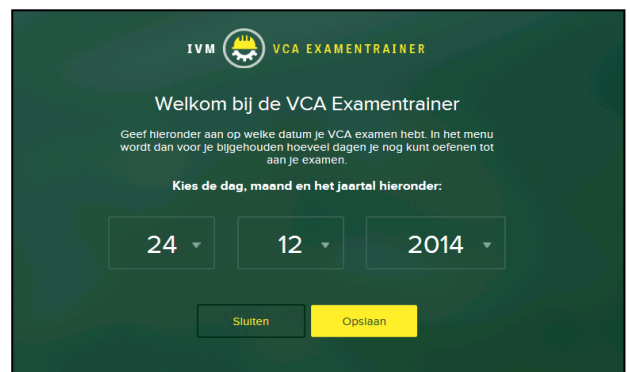 IVM VCA EXAMENTRAINER
Welkom bij de VCA Examentrainer
Geef hieronder aan op welke datum je VCA examen hebt. In het menu
wordt dan voor je bijgehouden hoeveel dagen je nog kunt oefenen tot
aan je examen.
Kies de dag, maand en het jaartal hieronder:
24 12 2014
Sluiten Opslaan